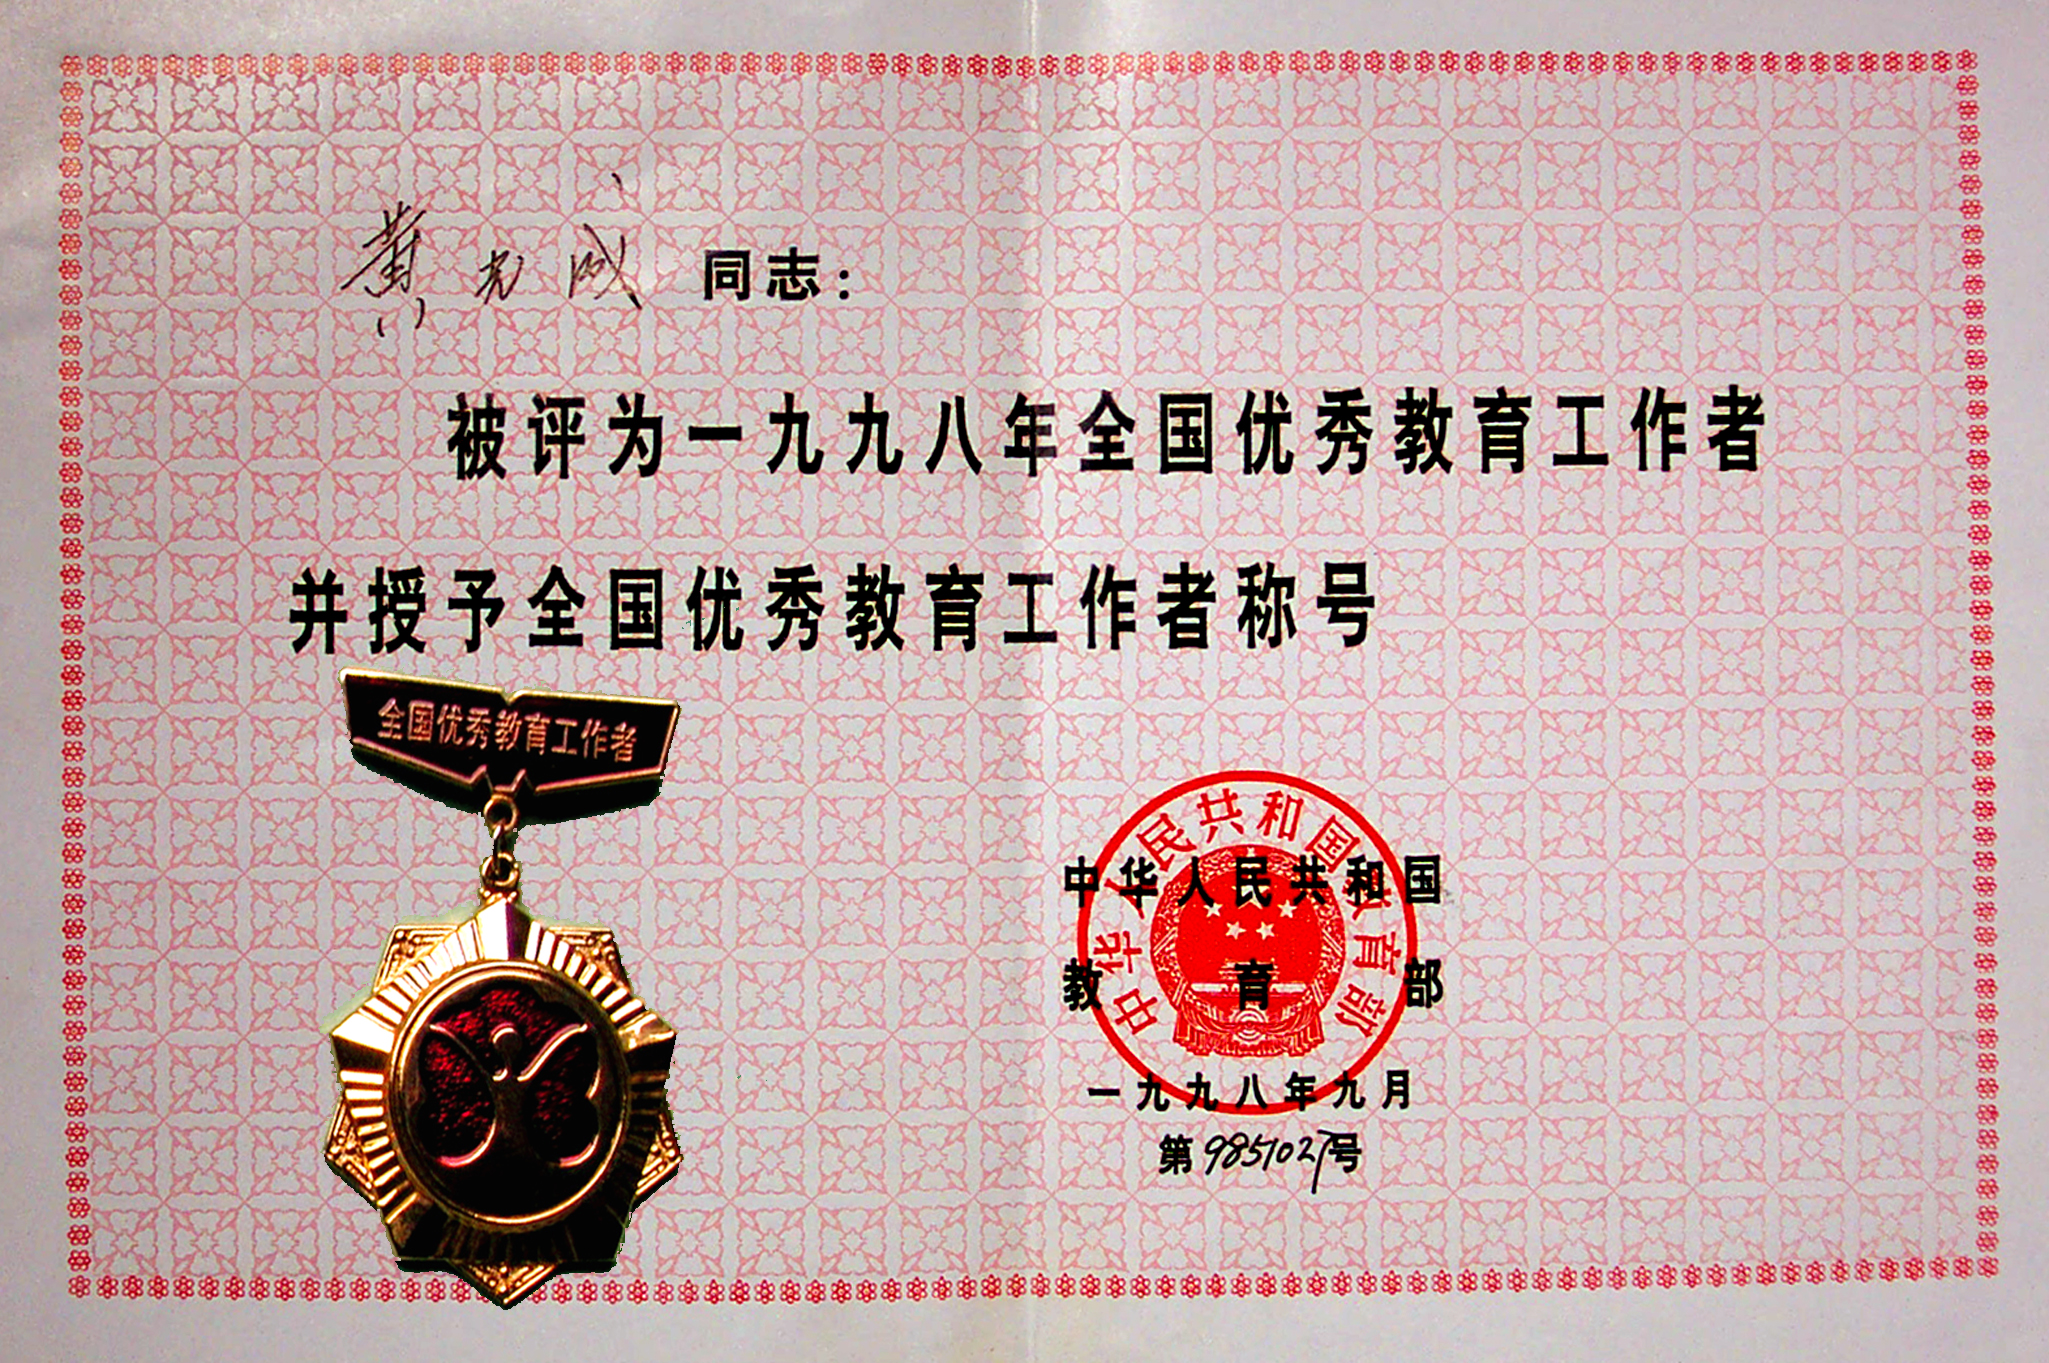 黄光成 同志：
被评为一九九八年全国优秀教育工作者
并授予全国优秀教育工作者称号
全国优秀教育工作者
中华人民共和国教育部
中华人民共和国
教育部
一九九八年九月
第9851027号